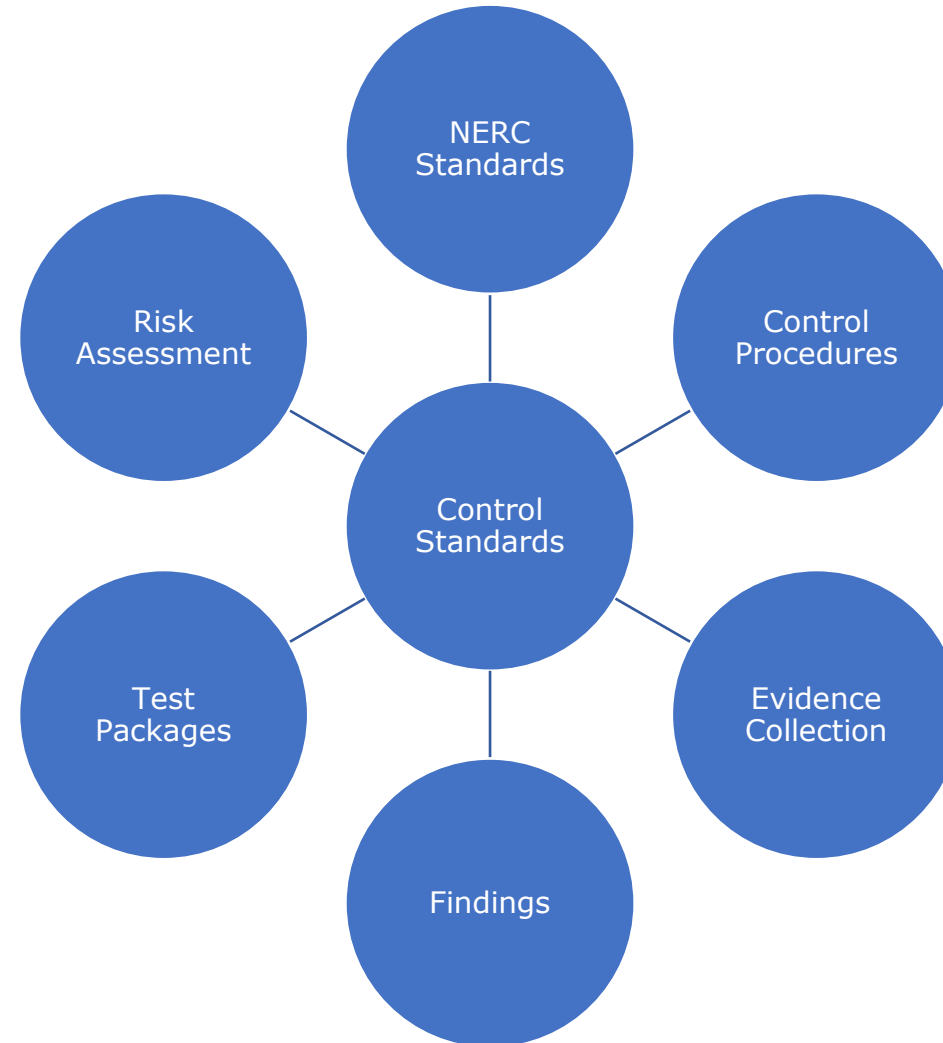 NERC
Standards
Risk
Assessment
Control
Procedures
Control
Standards
Test
Packages
Evidence
Collection
Findings